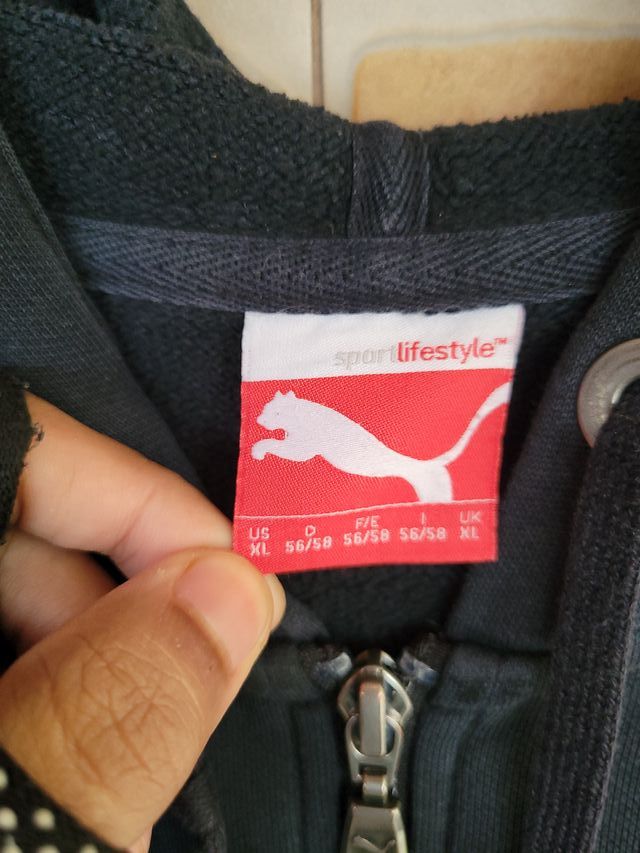 sportlifestyle™
US D F/E I UK
XL 56/58 56/58 56/58 XL